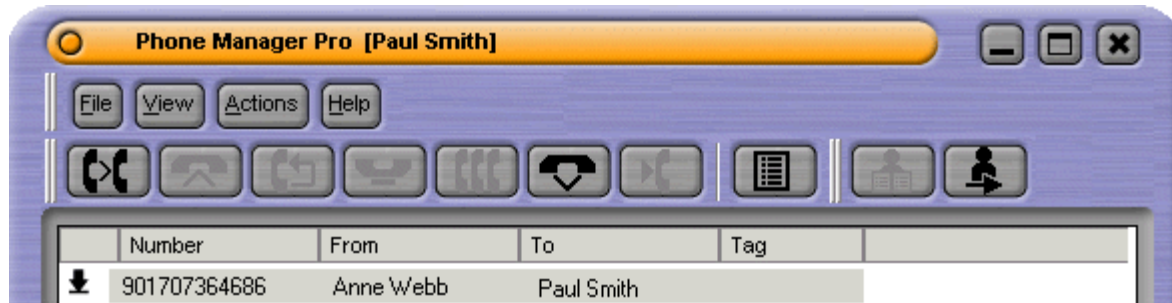 Phone Manager Pro [Paul Smith]
File View Actions Help
Number From To Tag
901707364686 Anne Webb Paul Smith